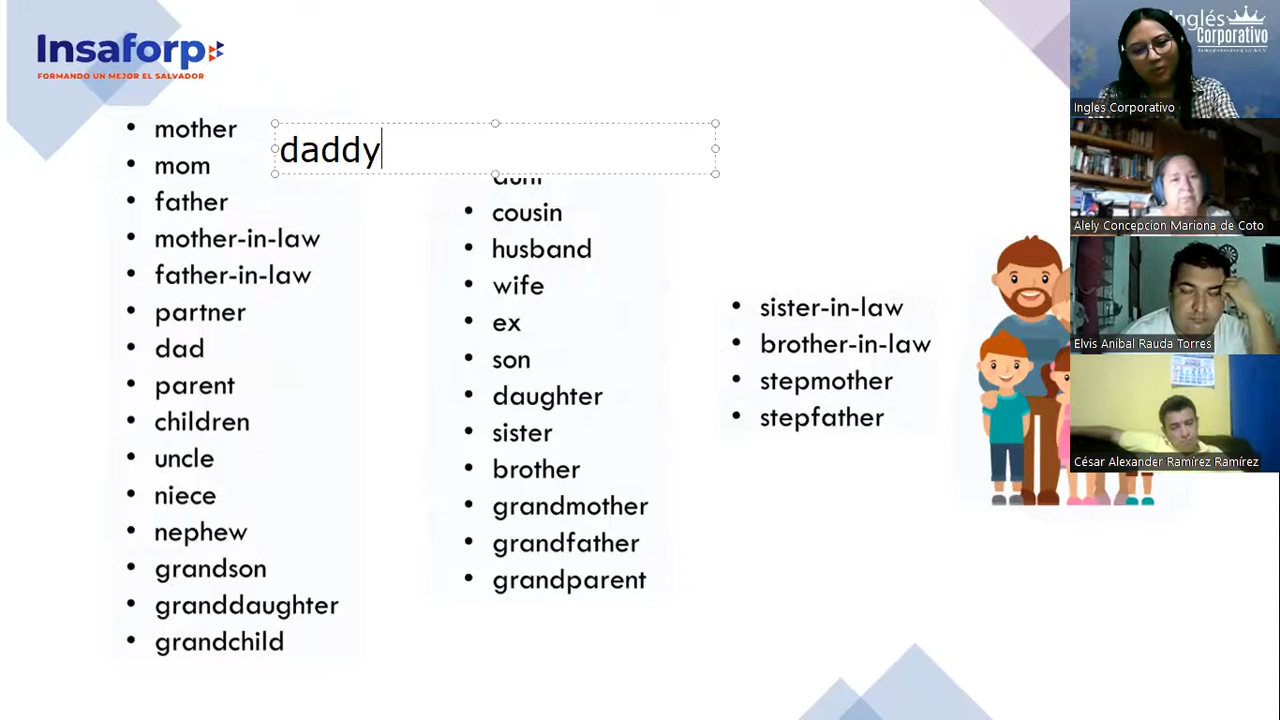 Insaforp
FORMANDO UN MEJOR EL SALVADOR
• mother
• mom
• father
• mother-in-law
• father-in-law
• partner
• dad
• parent
• children
• uncle
• niece
• nephew
• grandson
• granddaughter
• grandchild
daddy
aunt
• cousin
• husband
• wife
• ex
• son
• daughter
• sister
• brother
• grandmother
• grandfather
• grandparent
• sister-in-law
• brother-in-law
• stepmother
• stepfather
Inglés
Corporativo
Ingles Corporativo
Alely Concepcion Mariona de Coto
Elvis Anibal Rauda Torres
César Alexander Ramírez Ramírez